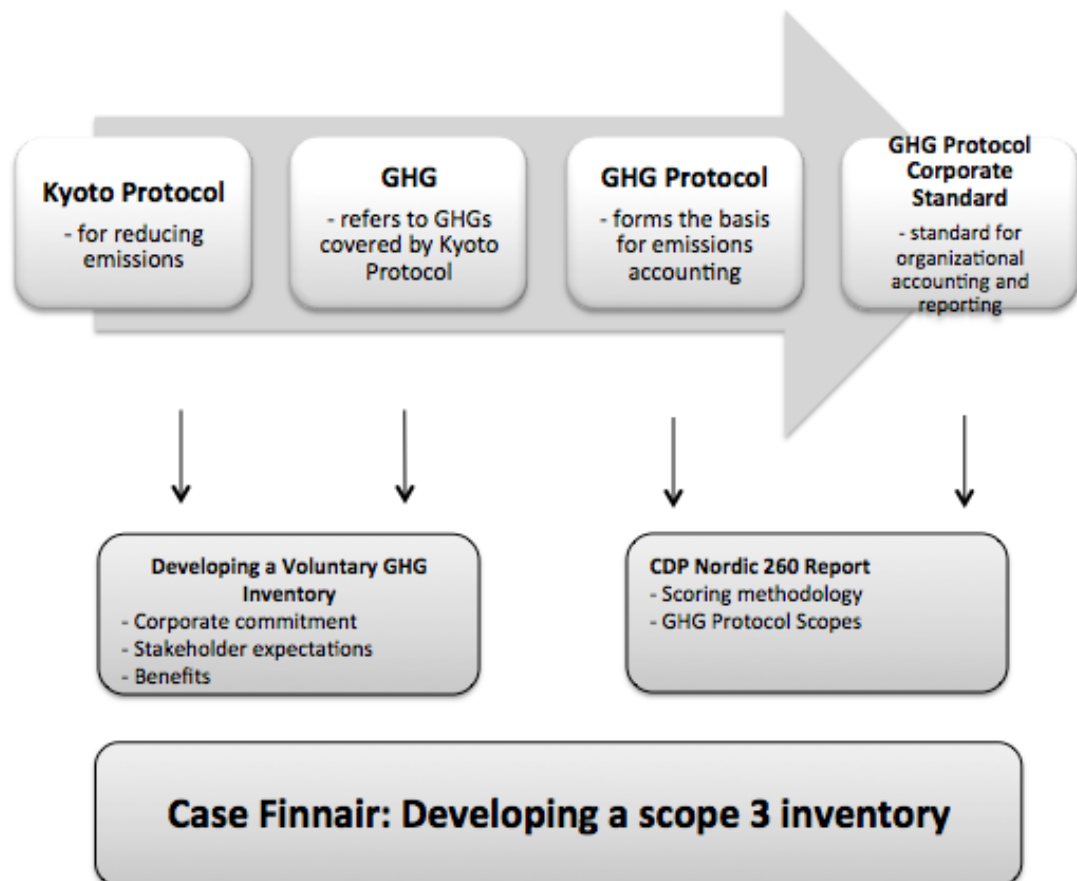 Kyoto Protocol
- for reducing
emissions
GHG
- refers to GHGs
covered by Kyoto
Protocol
GHG Protocol
- forms the basis
for emissions
accounting
GHG Protocol
Corporate
Standard
- standard for
organizational
accounting and
reporting
Developing a Voluntary GHG
Inventory
- Corporate commitment
- Stakeholder expectations
- Benefits
CDP Nordic 260 Report
- Scoring methodology
- GHG Protocol Scopes
Case Finnair: Developing a scope 3 inventory